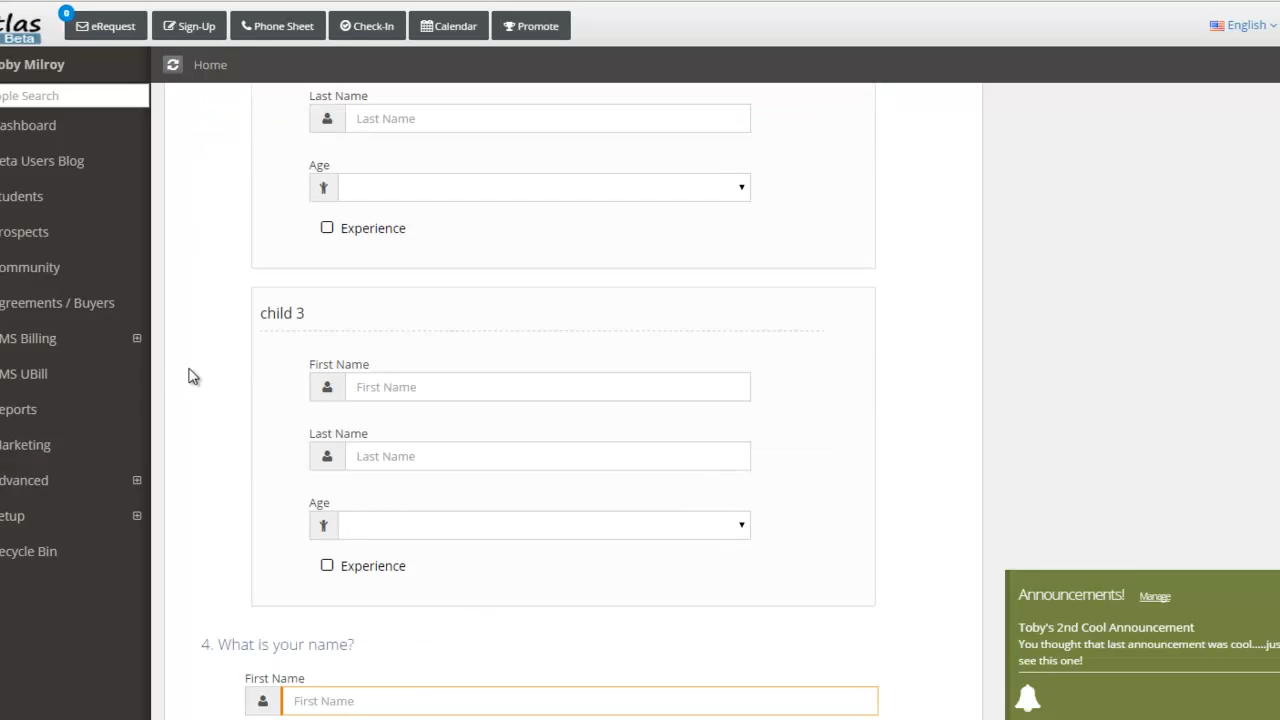 0
tlas
Beta
eRequest
Sign-Up
Phone Sheet
Check-In
Calendar
Promote
English
oby Milroy
Home
ple Search
ashboard
eta Users Blog
tudents
rospects
ommunity
greements / Buyers
MS Billing
MS UBill
eports
arketing
dvanced
etup
ecycle Bin
Last Name
Last Name
Age
Experience
child 3
First Name
First Name
Last Name
Last Name
Age
Experience
4. What is your name?
First Name
First Name
Announcements! Manage
Toby's 2nd Cool Announcement
You thought that last announcement was cool.....jus
see this one!